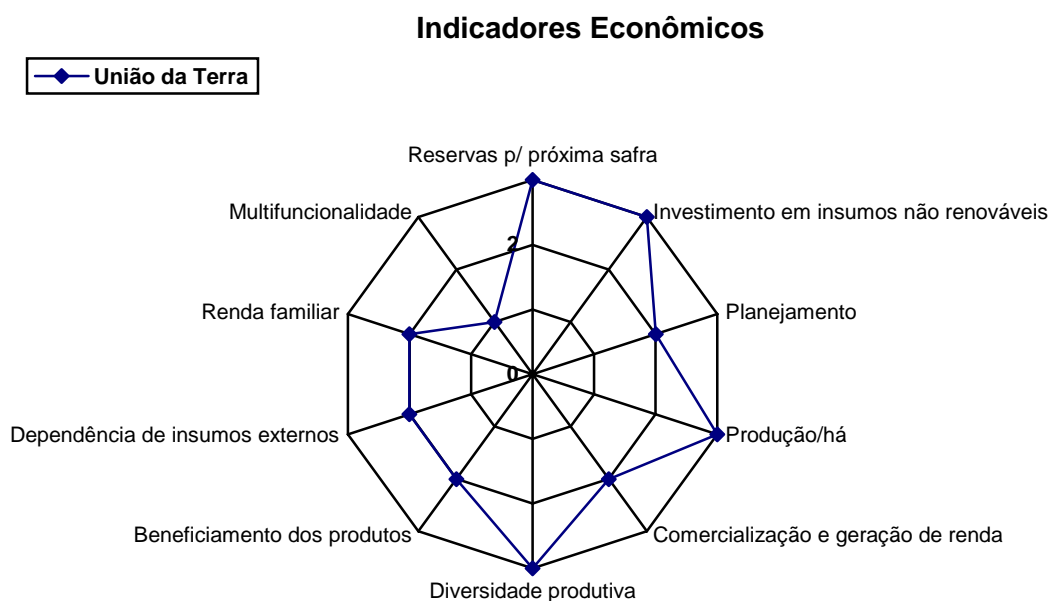 Indicadores Econômicos
União da Terra
Reservas p/ próxima safra
Multifuncionalidade
Investimento em insumos não renováveis
2
Renda familiar
Planejamento
0
Dependência de insumos externos
Produção/há
Beneficiamento dos produtos
Comercialização e geração de renda
Diversidade produtiva